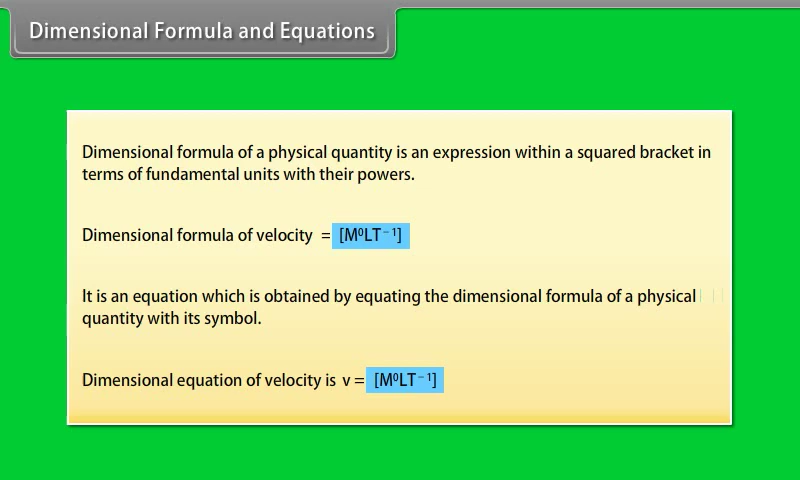 Dimensional Formula and Equations
Dimensional formula of a physical quantity is an expression within a squared bracket in
terms of fundamental units with their powers.
Dimensional formula of velocity = [M⁰LT⁻¹]
It is an equation which is obtained by equating the dimensional formula of a physical
quantity with its symbol.
Dimensional equation of velocity is v = [M⁰LT⁻¹]